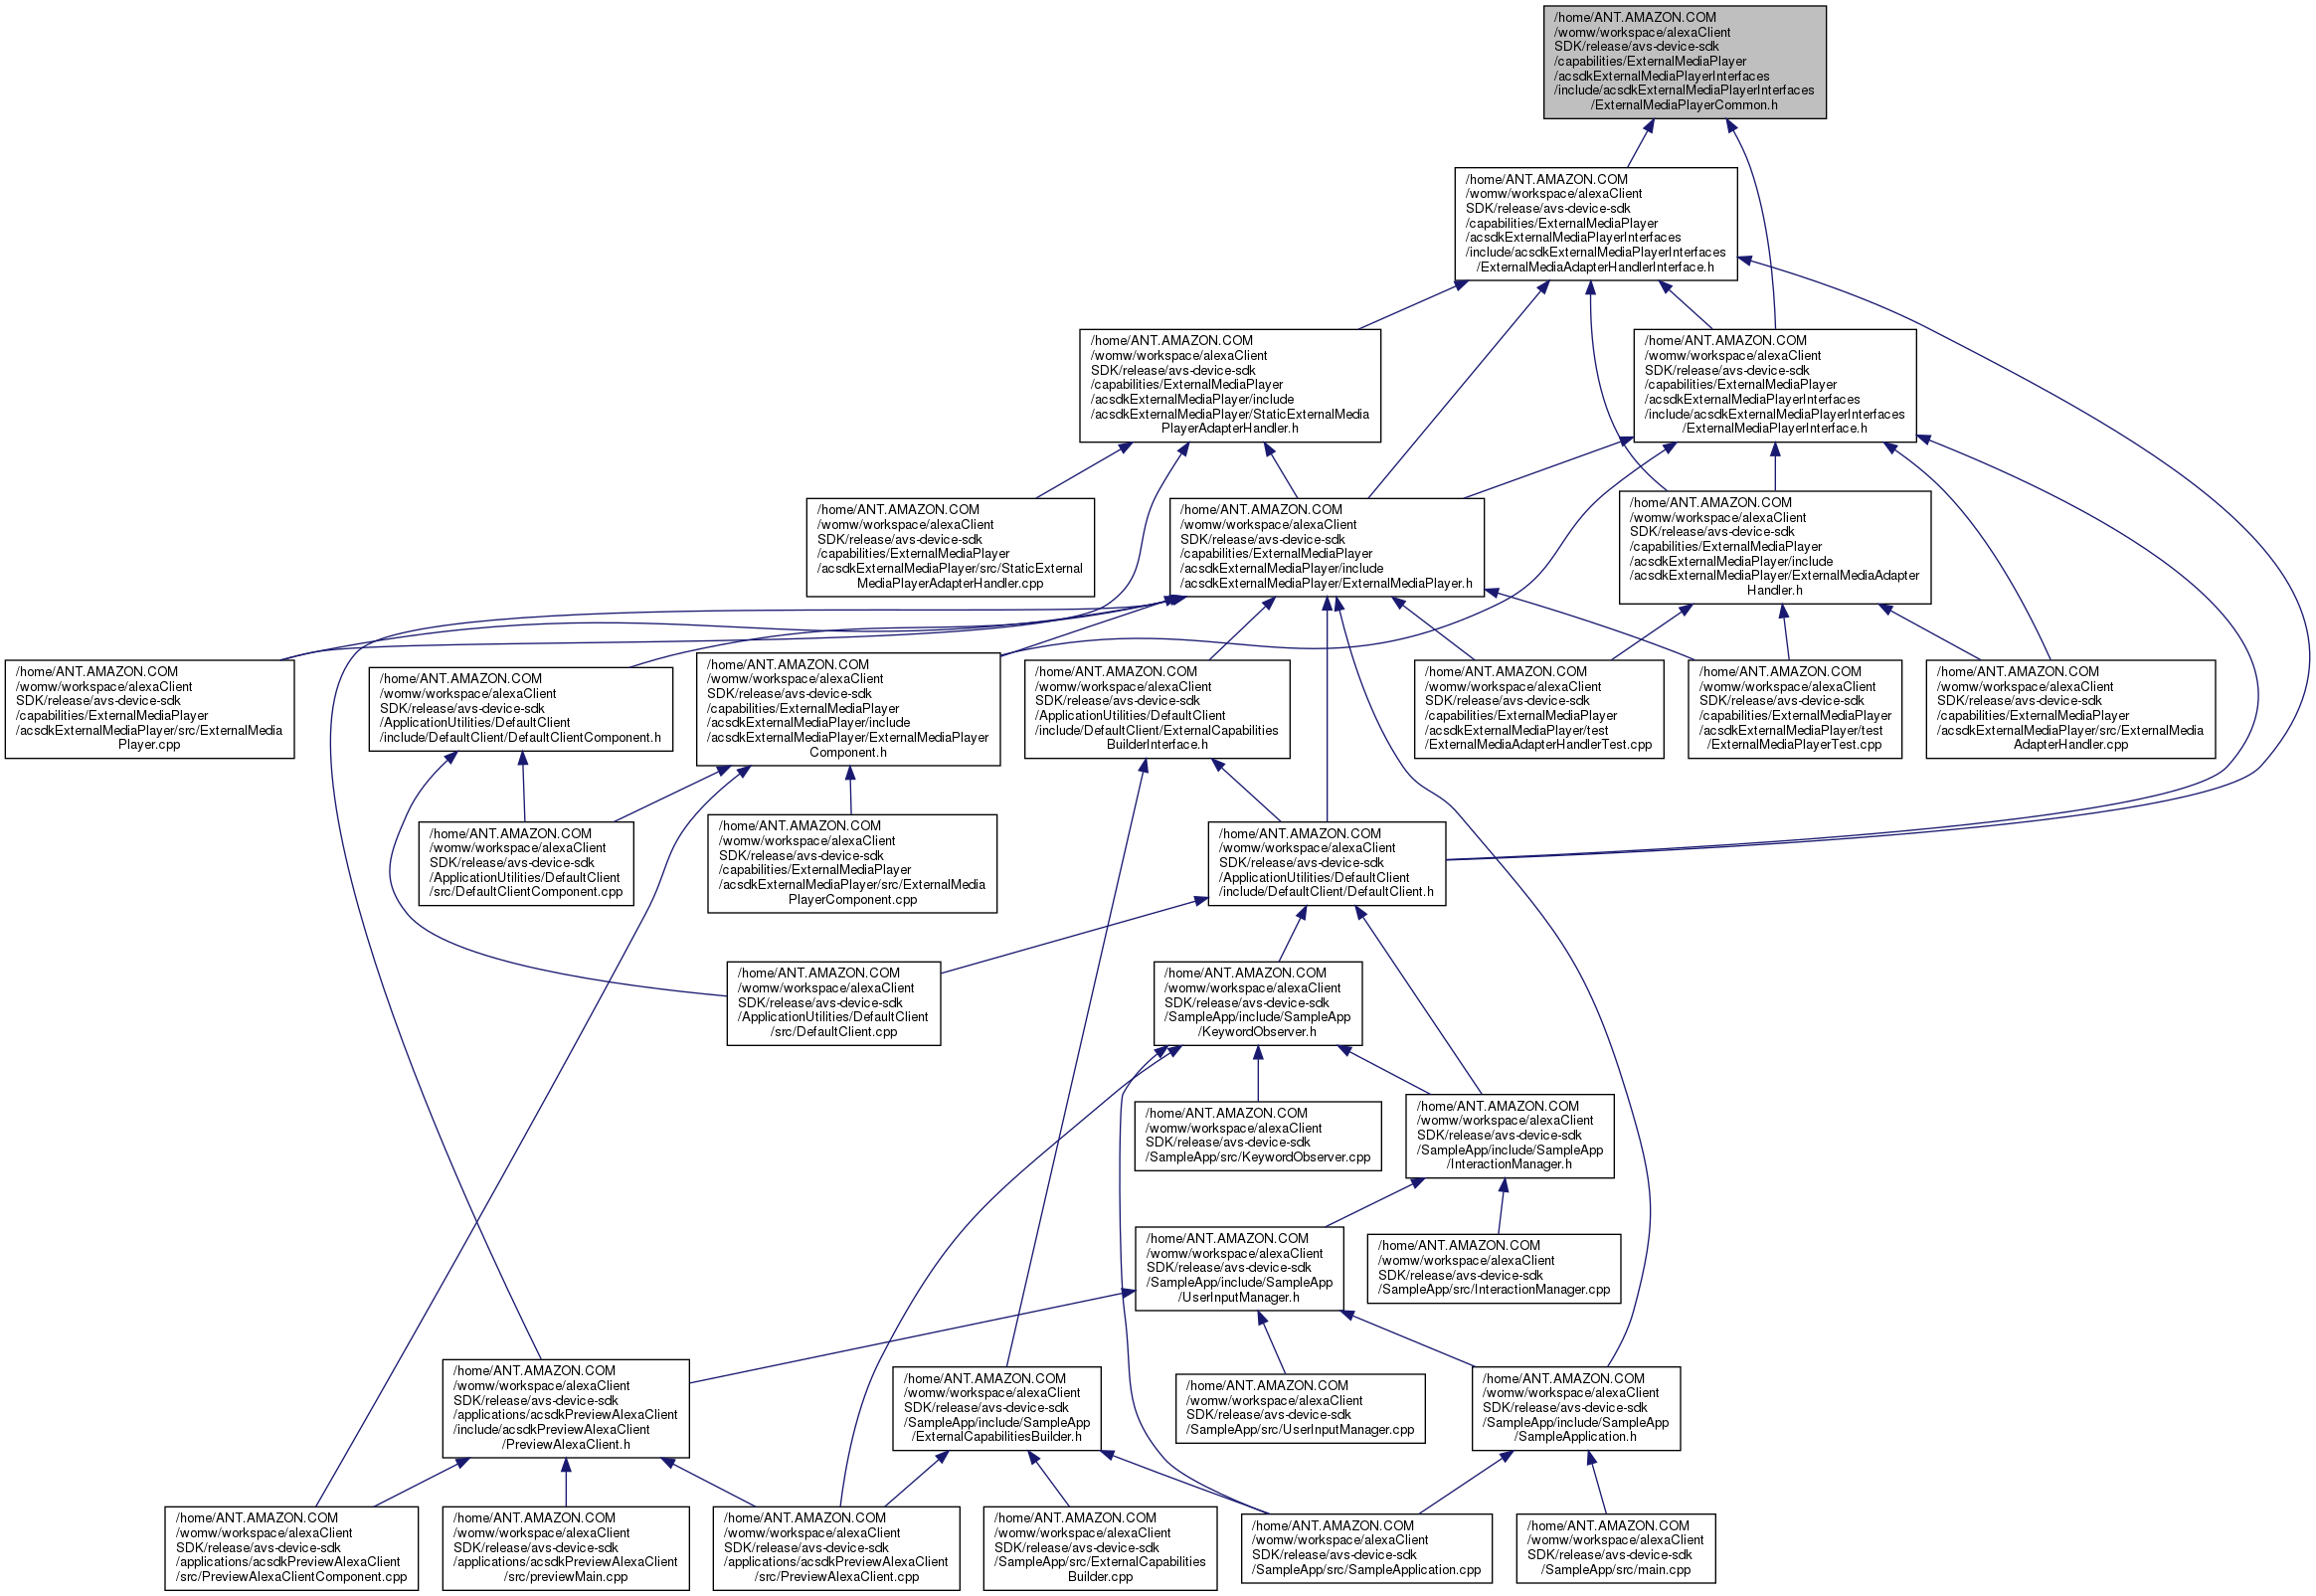 /home/ANT.AMAZON.COM
/womw/workspace/alexaClient
SDK/release/avs-device-sdk
/capabilities/ExternalMediaPlayer
/acsdkExternalMediaPlayerInterfaces
/include/acsdkExternalMediaPlayerInterfaces
/ExternalMediaPlayerCommon.h
/home/ANT.AMAZON.COM
/womw/workspace/alexaClient
SDK/release/avs-device-sdk
/capabilities/ExternalMediaPlayer
/acsdkExternalMediaPlayerInterfaces
/include/acsdkExternalMediaPlayerInterfaces
/ExternalMediaAdapterHandlerInterface.h
/home/ANT.AMAZON.COM
/womw/workspace/alexaClient
SDK/release/avs-device-sdk
/capabilities/ExternalMediaPlayer
/acsdkExternalMediaPlayer/include
/acsdkExternalMediaPlayer/StaticExternalMedia
PlayerAdapterHandler.h
/home/ANT.AMAZON.COM
/womw/workspace/alexaClient
SDK/release/avs-device-sdk
/capabilities/ExternalMediaPlayer
/acsdkExternalMediaPlayerInterfaces
/include/acsdkExternalMediaPlayerInterfaces
/ExternalMediaPlayerInterface.h
/home/ANT.AMAZON.COM
/womw/workspace/alexaClient
SDK/release/avs-device-sdk
/capabilities/ExternalMediaPlayer
/acsdkExternalMediaPlayer/src/StaticExternal
MediaPlayerAdapterHandler.cpp
/home/ANT.AMAZON.COM
/womw/workspace/alexaClient
SDK/release/avs-device-sdk
/capabilities/ExternalMediaPlayer
/acsdkExternalMediaPlayer/include
/acsdkExternalMediaPlayer/ExternalMediaPlayer.h
/home/ANT.AMAZON.COM
/womw/workspace/alexaClient
SDK/release/avs-device-sdk
/capabilities/ExternalMediaPlayer
/acsdkExternalMediaPlayer/include
/acsdkExternalMediaPlayer/ExternalMediaAdapter
Handler.h
/home/ANT.AMAZON.COM
/womw/workspace/alexaClient
SDK/release/avs-device-sdk
/capabilities/ExternalMediaPlayer
/acsdkExternalMediaPlayer/src/ExternalMedia
Player.cpp
/home/ANT.AMAZON.COM
/womw/workspace/alexaClient
SDK/release/avs-device-sdk
/ApplicationUtilities/DefaultClient
/include/DefaultClient/DefaultClientComponent.h
/home/ANT.AMAZON.COM
/womw/workspace/alexaClient
SDK/release/avs-device-sdk
/capabilities/ExternalMediaPlayer
/acsdkExternalMediaPlayer/include
/acsdkExternalMediaPlayer/ExternalMediaPlayer
Component.h
/home/ANT.AMAZON.COM
/womw/workspace/alexaClient
SDK/release/avs-device-sdk
/ApplicationUtilities/DefaultClient
/include/DefaultClient/ExternalCapabilities
BuilderInterface.h
/home/ANT.AMAZON.COM
/womw/workspace/alexaClient
SDK/release/avs-device-sdk
/capabilities/ExternalMediaPlayer
/acsdkExternalMediaPlayer/test
/ExternalMediaAdapterHandlerTest.cpp
/home/ANT.AMAZON.COM
/womw/workspace/alexaClient
SDK/release/avs-device-sdk
/capabilities/ExternalMediaPlayer
/acsdkExternalMediaPlayer/test
/ExternalMediaPlayerTest.cpp
/home/ANT.AMAZON.COM
/womw/workspace/alexaClient
SDK/release/avs-device-sdk
/capabilities/ExternalMediaPlayer
/acsdkExternalMediaPlayer/src/ExternalMedia
AdapterHandler.cpp
/home/ANT.AMAZON.COM
/womw/workspace/alexaClient
SDK/release/avs-device-sdk
/ApplicationUtilities/DefaultClient
/src/DefaultClientComponent.cpp
/home/ANT.AMAZON.COM
/womw/workspace/alexaClient
SDK/release/avs-device-sdk
/capabilities/ExternalMediaPlayer
/acsdkExternalMediaPlayer/src/ExternalMedia
PlayerComponent.cpp
/home/ANT.AMAZON.COM
/womw/workspace/alexaClient
SDK/release/avs-device-sdk
/ApplicationUtilities/DefaultClient
/include/DefaultClient/DefaultClient.h
/home/ANT.AMAZON.COM
/womw/workspace/alexaClient
SDK/release/avs-device-sdk
/ApplicationUtilities/DefaultClient
/src/DefaultClient.cpp
/home/ANT.AMAZON.COM
/womw/workspace/alexaClient
SDK/release/avs-device-sdk
/SampleApp/include/SampleApp
/KeywordObserver.h
/home/ANT.AMAZON.COM
/womw/workspace/alexaClient
SDK/release/avs-device-sdk
/SampleApp/src/KeywordObserver.cpp
/home/ANT.AMAZON.COM
/womw/workspace/alexaClient
SDK/release/avs-device-sdk
/SampleApp/include/SampleApp
/InteractionManager.h
/home/ANT.AMAZON.COM
/womw/workspace/alexaClient
SDK/release/avs-device-sdk
/SampleApp/include/SampleApp
/UserInputManager.h
/home/ANT.AMAZON.COM
/womw/workspace/alexaClient
SDK/release/avs-device-sdk
/SampleApp/src/InteractionManager.cpp
/home/ANT.AMAZON.COM
/womw/workspace/alexaClient
SDK/release/avs-device-sdk
/applications/acsdkPreviewAlexaClient
/include/acsdkPreviewAlexaClient
/PreviewAlexaClient.h
/home/ANT.AMAZON.COM
/womw/workspace/alexaClient
SDK/release/avs-device-sdk
/SampleApp/include/SampleApp
/ExternalCapabilitiesBuilder.h
/home/ANT.AMAZON.COM
/womw/workspace/alexaClient
SDK/release/avs-device-sdk
/SampleApp/src/UserInputManager.cpp
/home/ANT.AMAZON.COM
/womw/workspace/alexaClient
SDK/release/avs-device-sdk
/SampleApp/include/SampleApp
/SampleApplication.h
/home/ANT.AMAZON.COM
/womw/workspace/alexaClient
SDK/release/avs-device-sdk
/applications/acsdkPreviewAlexaClient
/src/PreviewAlexaClientComponent.cpp
/home/ANT.AMAZON.COM
/womw/workspace/alexaClient
SDK/release/avs-device-sdk
/applications/acsdkPreviewAlexaClient
/src/previewMain.cpp
/home/ANT.AMAZON.COM
/womw/workspace/alexaClient
SDK/release/avs-device-sdk
/applications/acsdkPreviewAlexaClient
/src/PreviewAlexaClient.cpp
/home/ANT.AMAZON.COM
/womw/workspace/alexaClient
SDK/release/avs-device-sdk
/SampleApp/src/ExternalCapabilities
Builder.cpp
/home/ANT.AMAZON.COM
/womw/workspace/alexaClient
SDK/release/avs-device-sdk
/SampleApp/src/SampleApplication.cpp
/home/ANT.AMAZON.COM
/womw/workspace/alexaClient
SDK/release/avs-device-sdk
/SampleApp/src/main.cpp